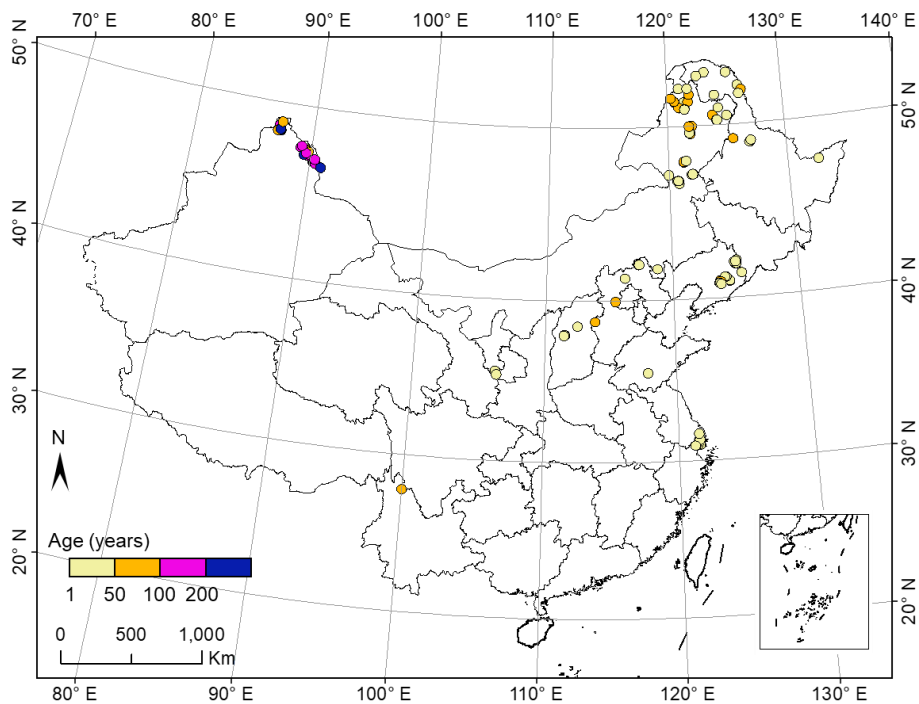 70° E 80° E 90° E 100° E 110° E 120° E 130° E 140° E
50° N
50° N
40° N
40° N
30° N
30° N
20° N
20° N
N
Age (years)
1 50 100 200
0 500 1,000
Km
80° E 90° E 100° E 110° E 120° E 130° E